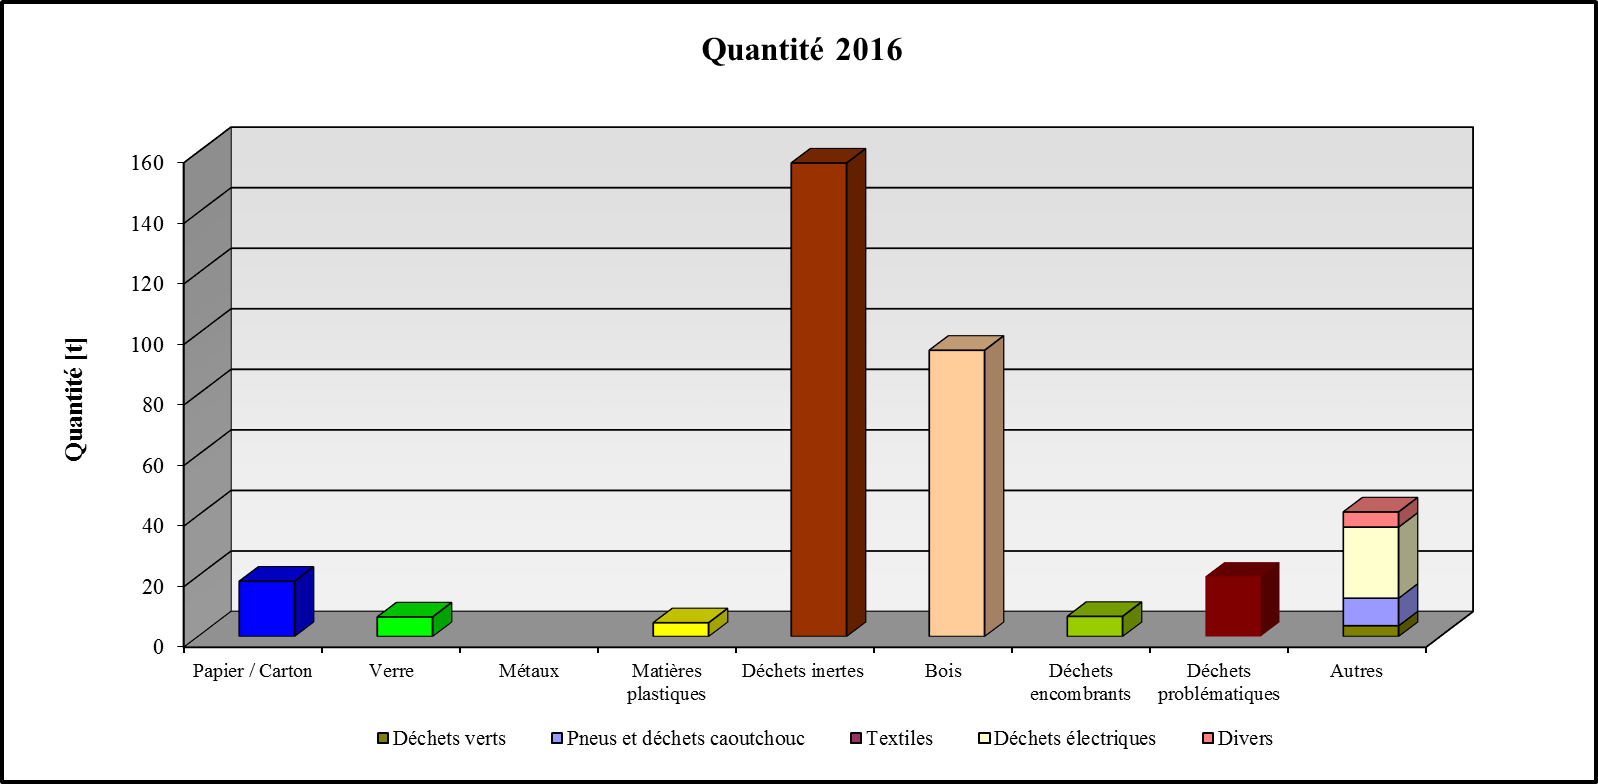 Quantité 2016
Quantité [t]
160
140
120
100
80
60
40
20
0
Papier / Carton
Verre
Métaux
Matières
plastiques
Déchets inertes
Bois
Déchets
encombrants
Déchets
problématiques
Autres
Déchets verts
Pneus et déchets caoutchouc
Textiles
Déchets électriques
Divers